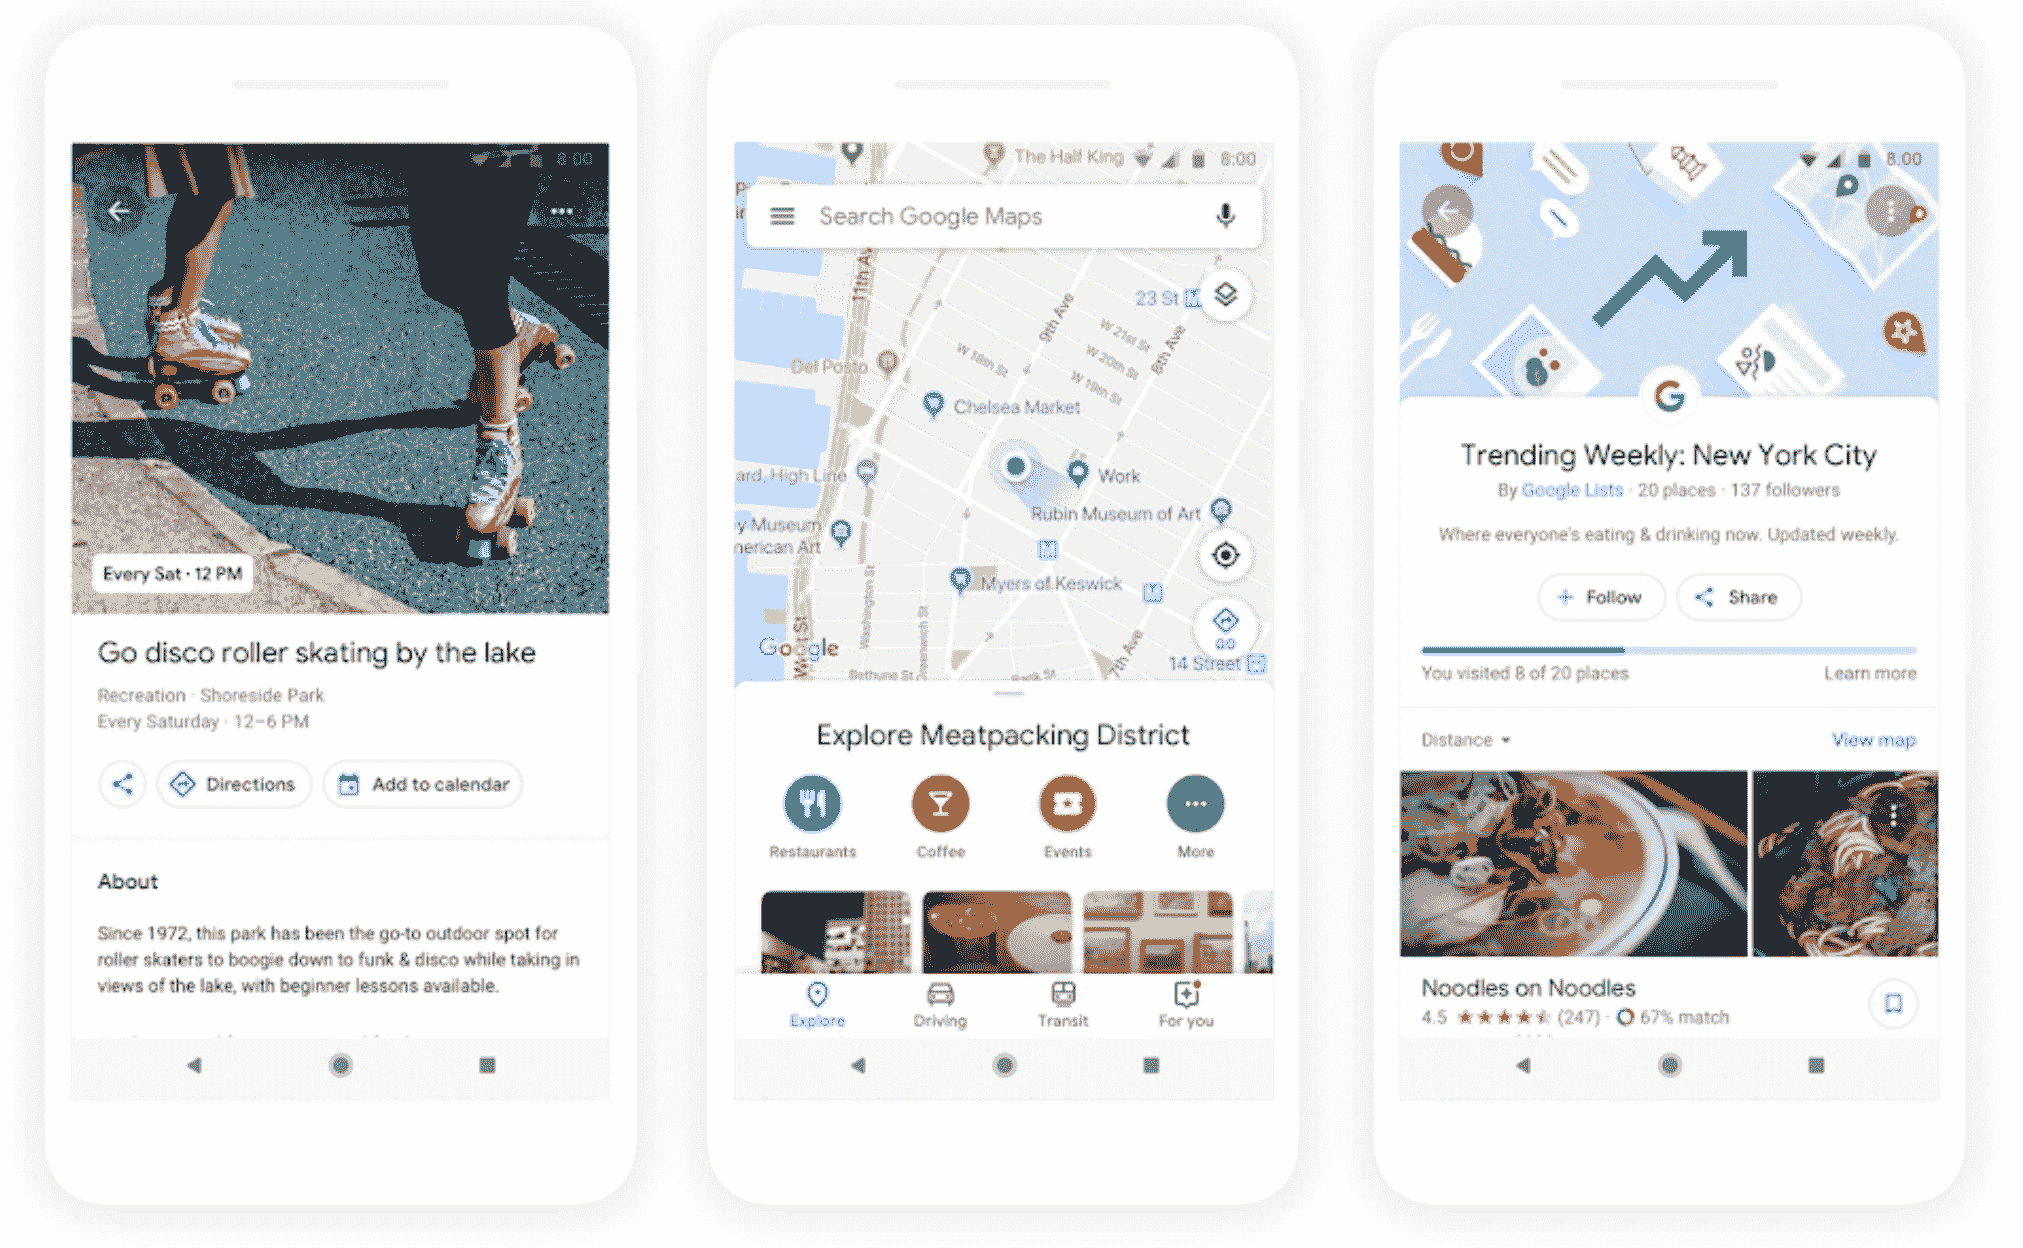 8:00
Every Sat · 12 PM
Go disco roller skating by the lake
Recreation · Shoreside Park
Every Saturday · 12–6 PM
Directions
Add to calendar
About
Since 1972, this park has been the go-to outdoor spot for
roller skaters to boogie down to funk & disco while taking in
views of the lake, with beginner lessons available.
The Half King
8:00
Search Google Maps
11th Av
23 St
9th Ave
W 21st St
8th Ave
W 20th St
W 18th St
W 19th St
Del Posto
Chelsea Market
ard, High Line
Work
Rubin Museum of Art
y Museum
nerican Art
Myers of Keswick
Washington St
Greenwich St
GO
Google
7th Ave
14 Street
Bethune St
Explore Meatpacking District
Restaurants
Coffee
Events
More
Explore
Driving
Transit
For you
8:00
G
Trending Weekly: New York City
By Google Lists · 20 places · 137 followers
Where everyone's eating & drinking now. Updated weekly.
Follow
Share
You visited 8 of 20 places
Learn more
Distance
View map
Noodles on Noodles
4.5 (247) · 67% match